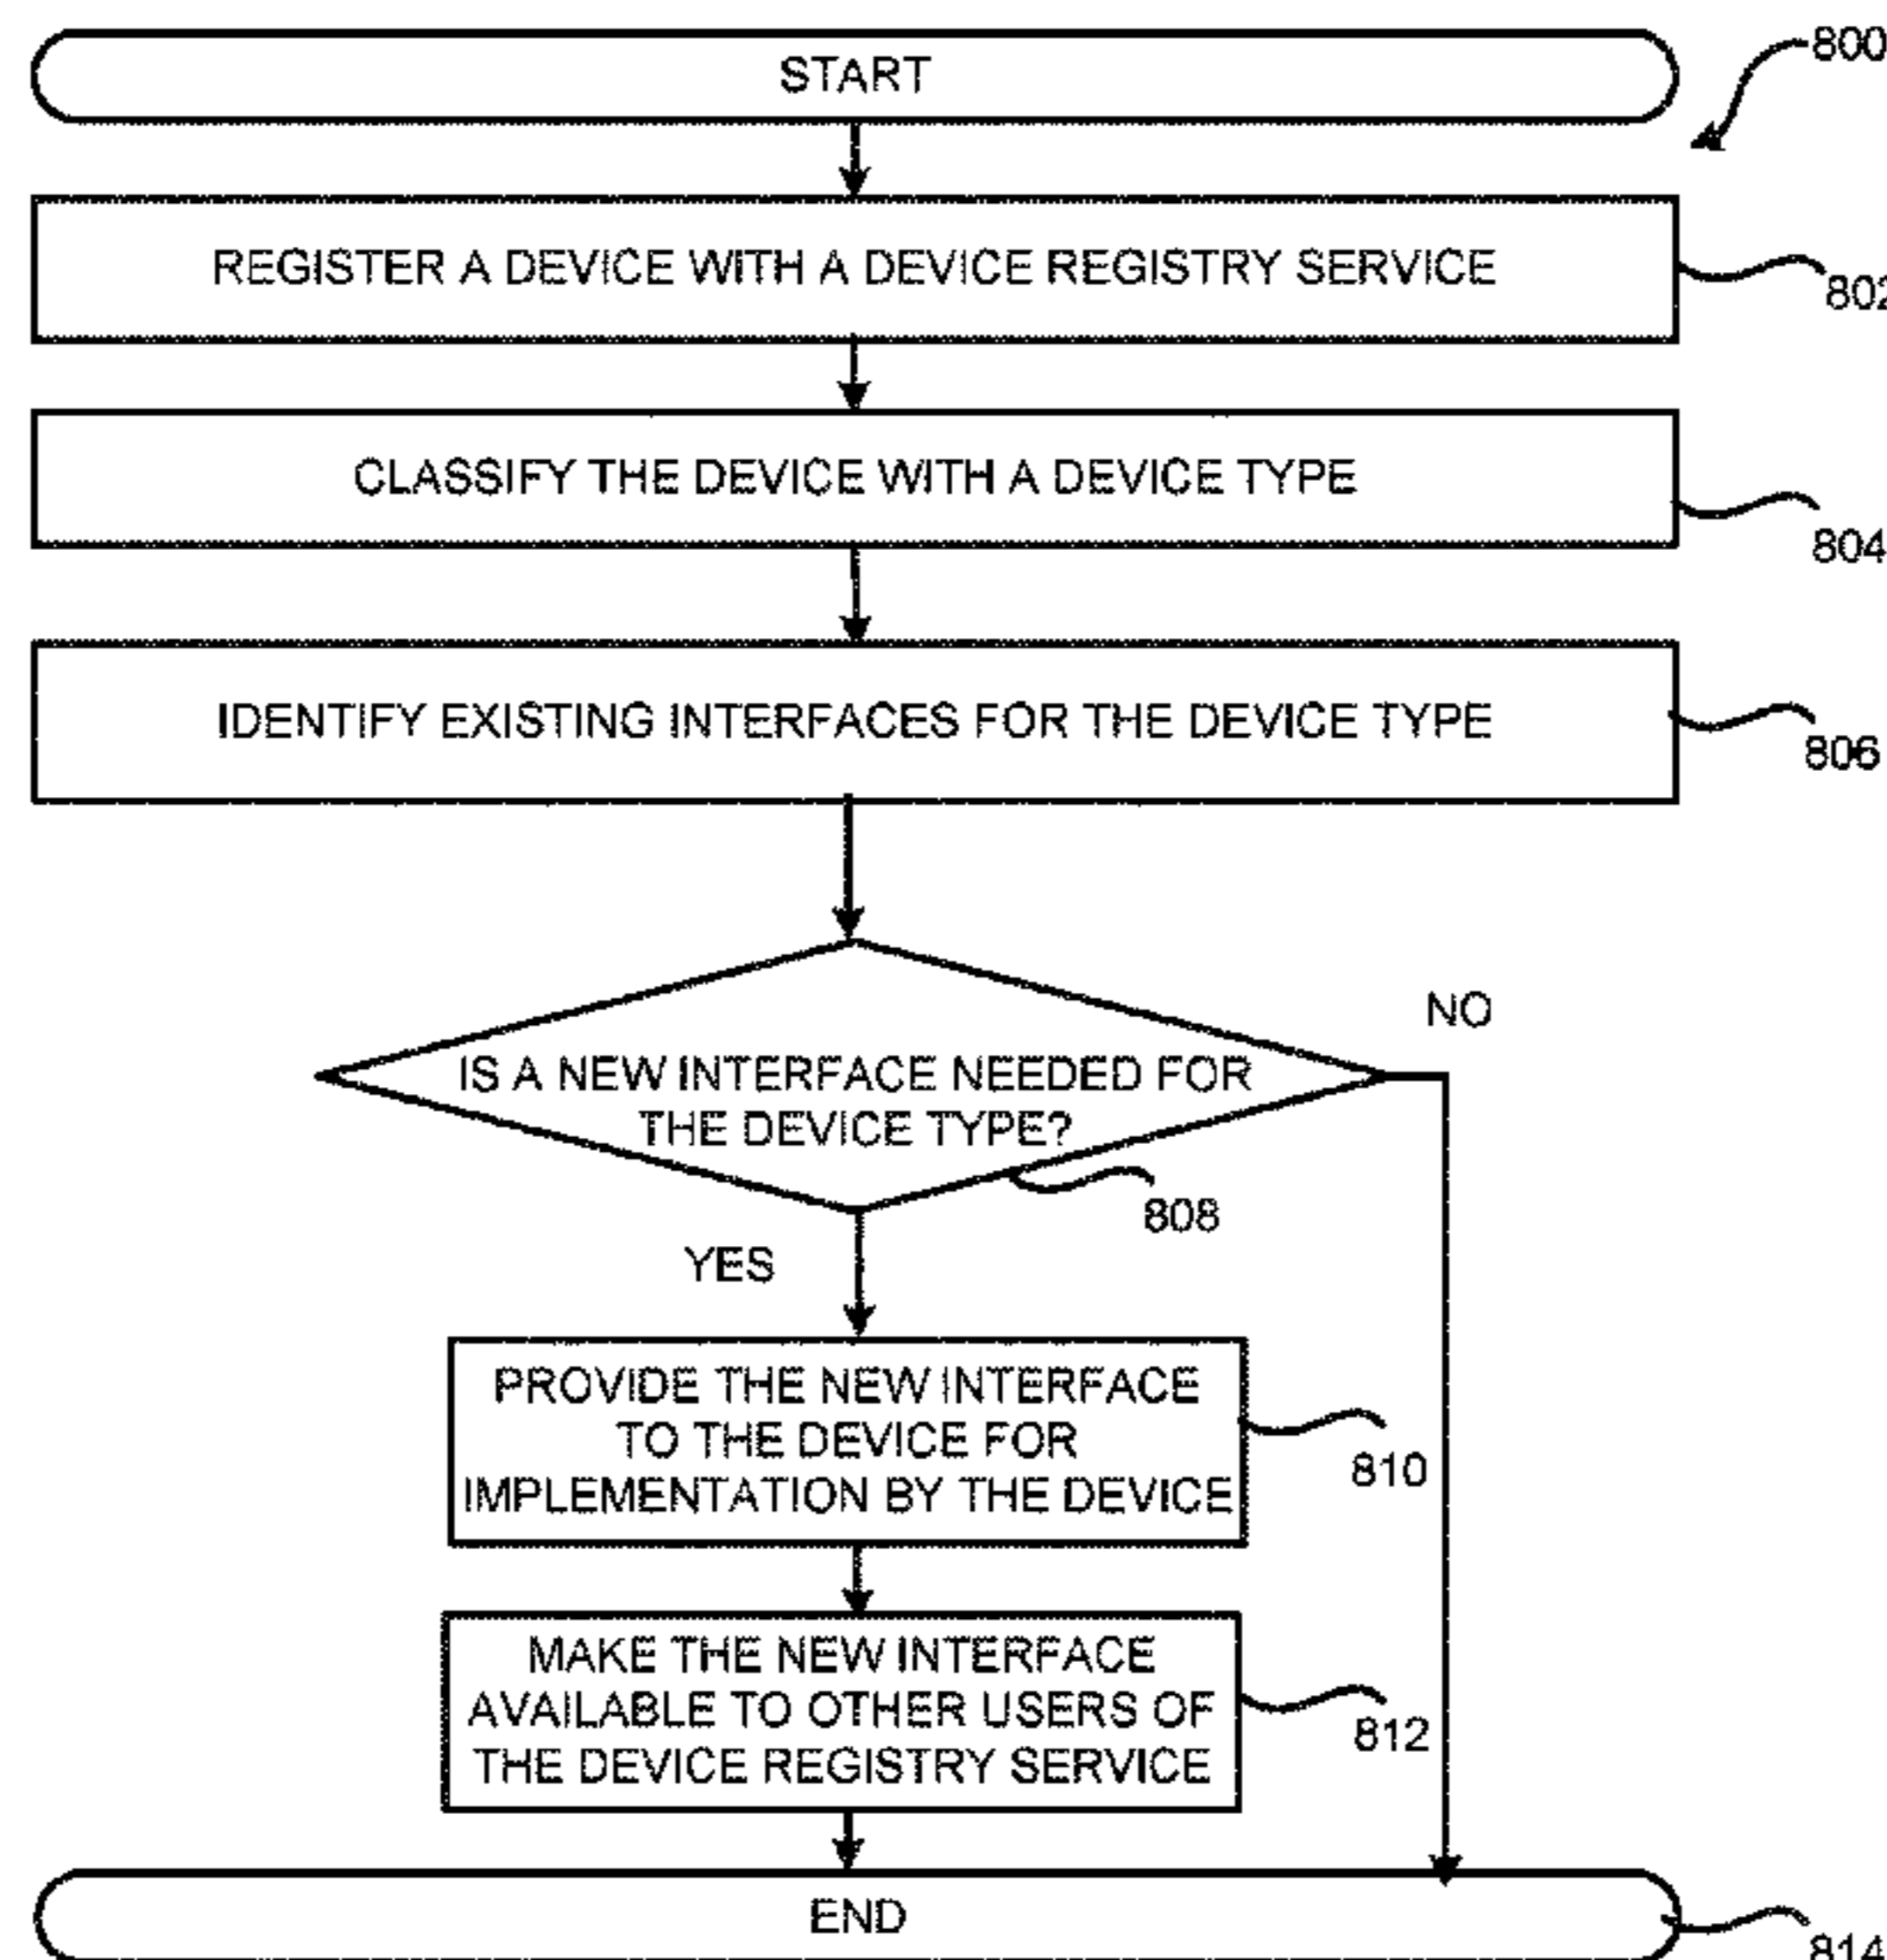 START
800
REGISTER A DEVICE WITH A DEVICE REGISTRY SERVICE
802
CLASSIFY THE DEVICE WITH A DEVICE TYPE
804
IDENTIFY EXISTING INTERFACES FOR THE DEVICE TYPE
806
NO
IS A NEW INTERFACE NEEDED FOR
THE DEVICE TYPE?
808
YES
PROVIDE THE NEW INTERFACE
TO THE DEVICE FOR
IMPLEMENTATION BY THE DEVICE
810
MAKE THE NEW INTERFACE
AVAILABLE TO OTHER USERS OF
THE DEVICE REGISTRY SERVICE
812
END
814